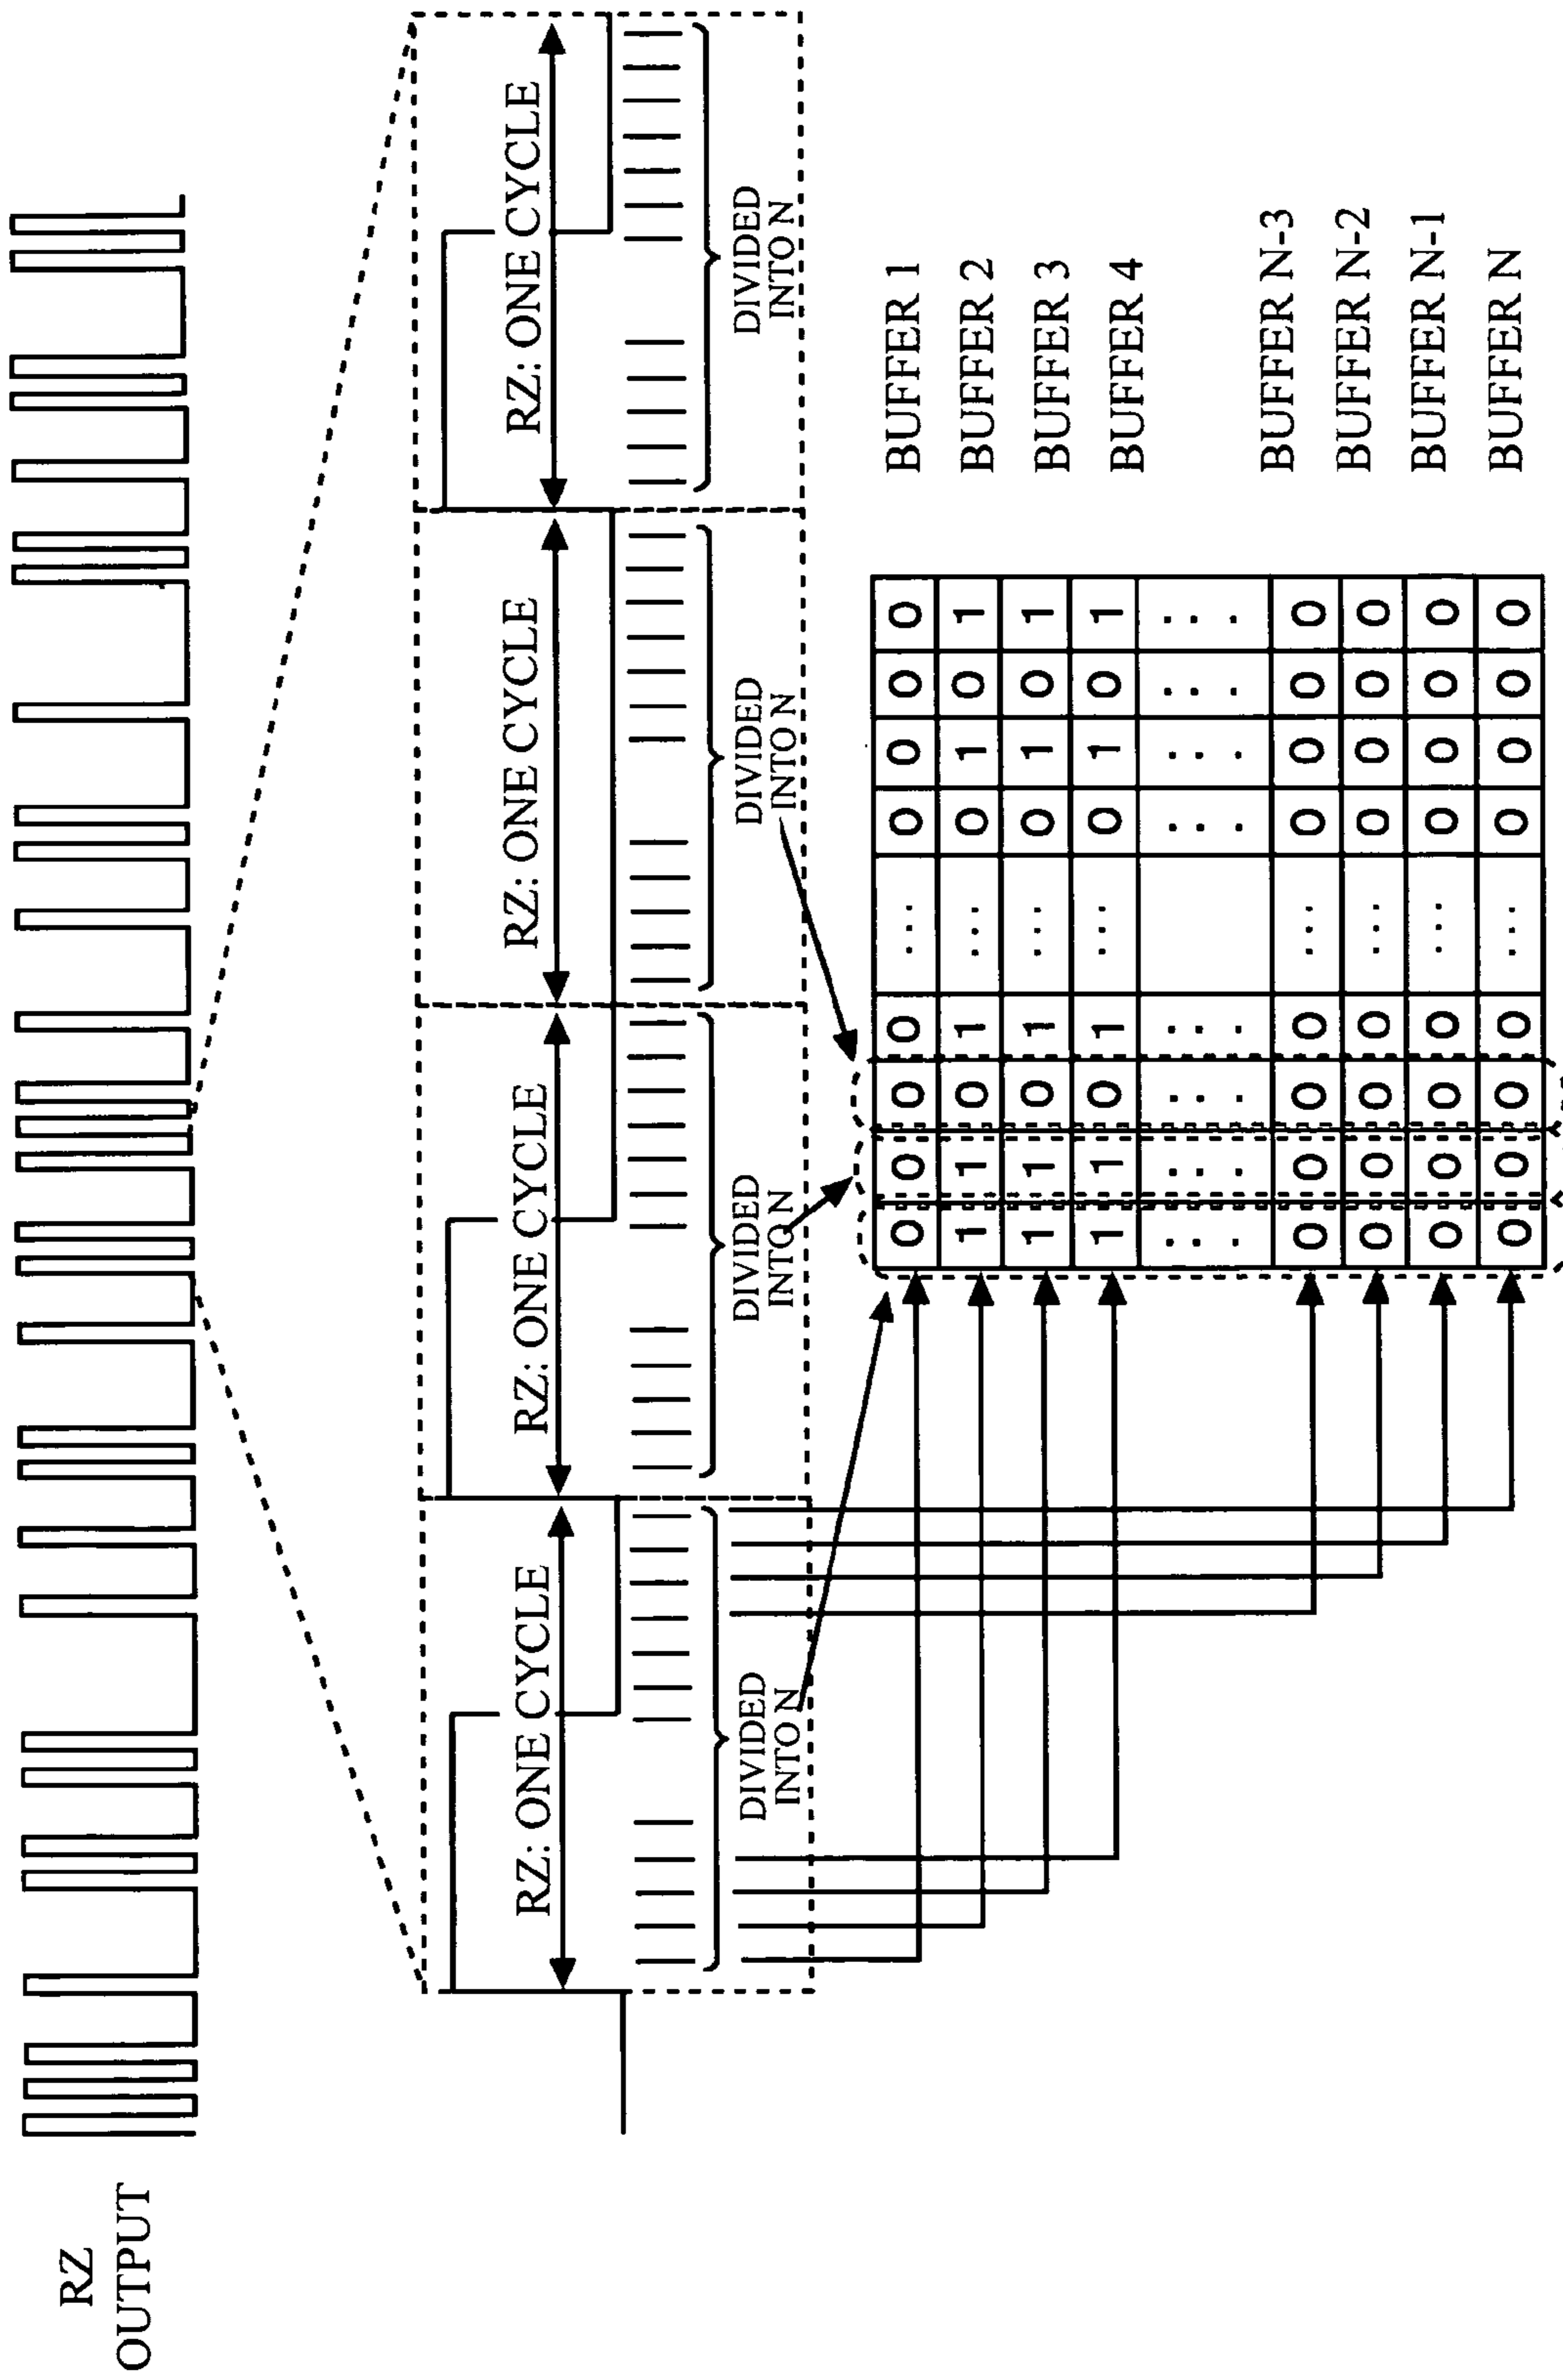 RZ
OUTPUT
RZ: ONE CYCLE
RZ: ONE CYCLE
RZ: ONE CYCLE
RZ: ONE CYCLE
DIVIDED
INTO N
DIVIDED
INTO N
DIVIDED
INTO N
DIVIDED
INTO N
0 0 0 0 ... 0 0 0 0 BUFFER 1
1 1 0 1 ... 0 1 0 1 BUFFER 2
1 1 0 1 ... 0 1 0 1 BUFFER 3
1 1 0 1 ... 0 1 0 1 BUFFER 4
⋮ ⋮ ⋮ ⋮ ⋮ ⋮ ⋮ ⋮
0 0 0 0 ... 0 0 0 0 BUFFER N-3
0 0 0 0 ... 0 0 0 0 BUFFER N-2
0 0 0 0 ... 0 0 0 0 BUFFER N-1
0 0 0 0 ... 0 0 0 0 BUFFER N